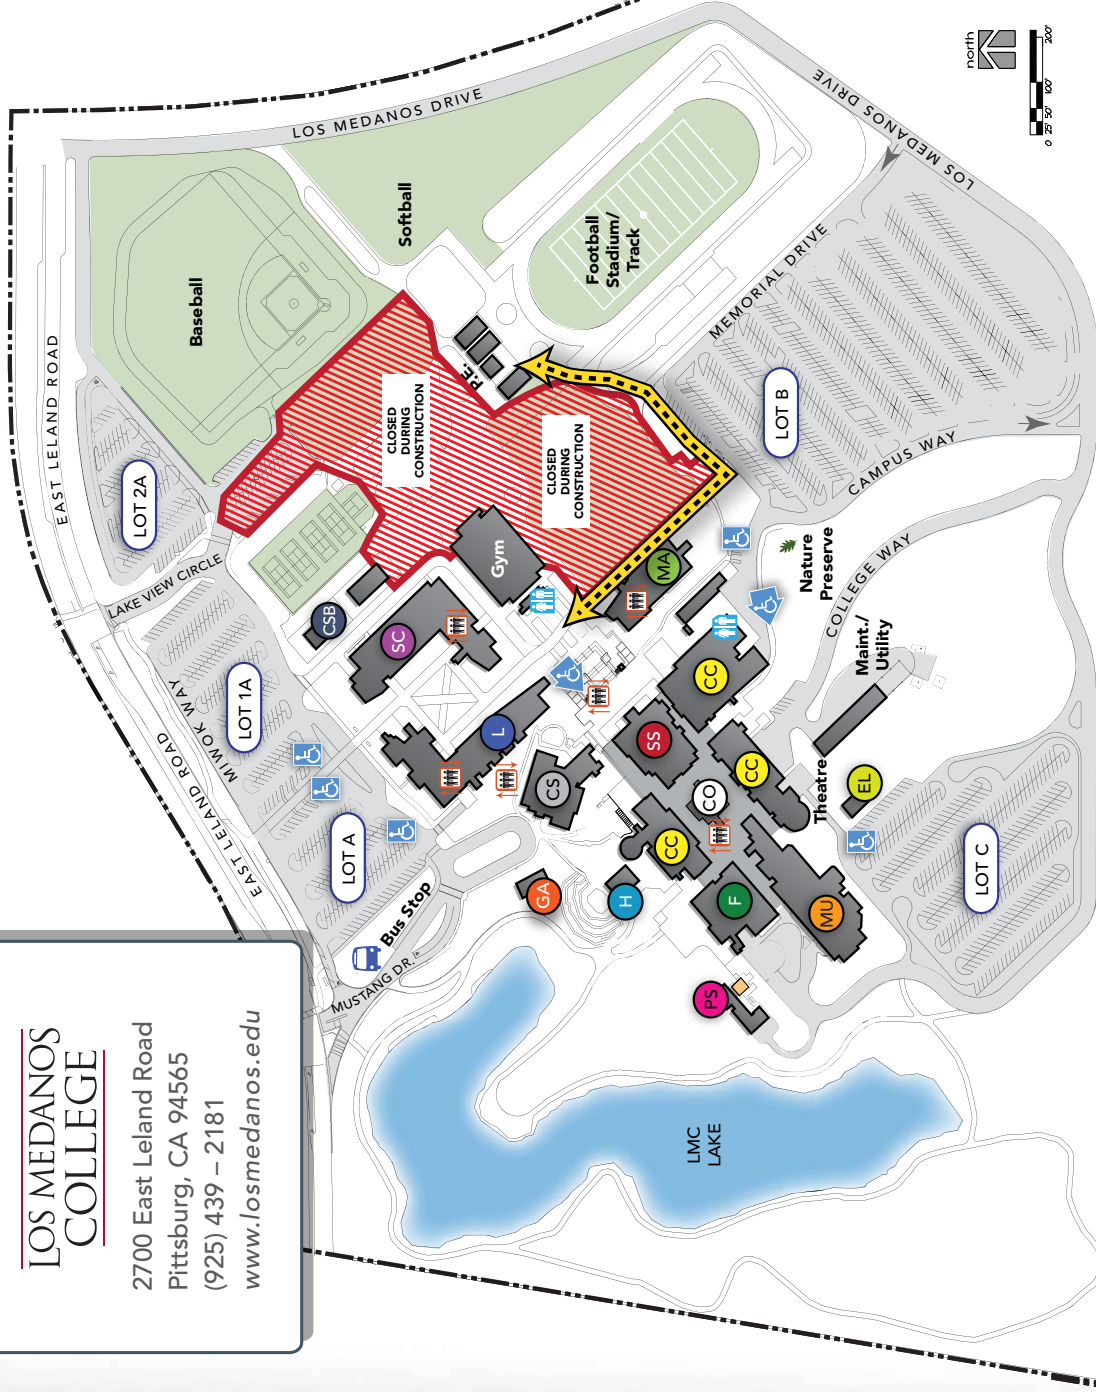 LOS MEDANOS
COLLEGE
2700 East Leland Road
Pittsburg, CA 94565
(925) 439 – 2181
www.losmedanos.edu
EAST LELAND ROAD
EAST LELAND ROAD
LOS MEDANOS DRIVE
LOS MEDANOS DRIVE
MEMORIAL DRIVE
CAMPUS WAY
COLLEGE WAY
LAKE VIEW CIRCLE
MIWOK WAY
MUSTANG DR.
Bus Stop
LOT A
LOT 1A
LOT 2A
LOT B
LOT C
Baseball
Softball
Football
Stadium/
Track
P.E.
CLOSED
DURING
CONSTRUCTION
CLOSED
DURING
CONSTRUCTION
Gym
CSB
SC
MA
L
CS
SS
CC
CC
CC
CO
GA
H
F
MU
PS
EL
Theatre
Maint./
Utility
Nature
Preserve
LMC
LAKE
north
0 25' 50' 100' 200'